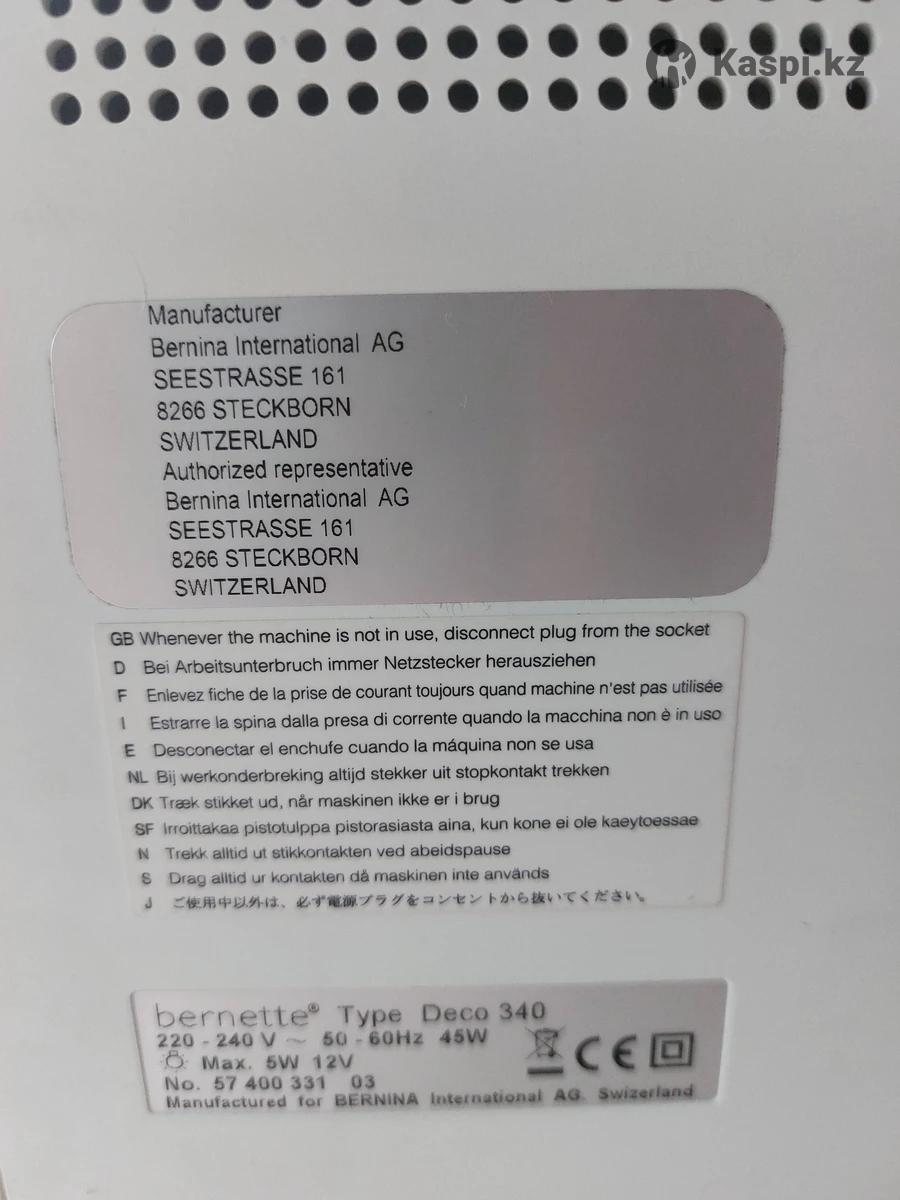 Kaspi.kz
Manufacturer
Bernina International AG
SEESTRASSE 161
8266 STECKBORN
SWITZERLAND
Authorized representative
Bernina International AG
SEESTRASSE 161
8266 STECKBORN
SWITZERLAND
GB Whenever the machine is not in use, disconnect plug from the socket
D Bei Arbeitsunterbruch immer Netzstecker herausziehen
F Enlevez fiche de la prise de courant toujours quand machine n'est pas utilisée
I Estrarre la spina dalla presa di corrente quando la macchina non è in uso
E Desconectar el enchufe cuando la máquina non se usa
NL Bij werkonderbreking altijd stekker uit stopkontakt trekken
DK Træk stikket ud, når maskinen ikke er i brug
SF Irroittakaa pistotulppa pistorasiasta aina, kun kone ei ole kaeytoessae
N Trekk alltid ut stikkontakten ved abeidspause
S Drag alltid ur kontakten då maskinen inte används
J ご使用中以外は、必ず電源プラグをコンセントから抜いてください。
bernette® Type Deco 340
220 - 240 V ~ 50 - 60Hz 45W
Max. 5W 12V
No. 57 400 331 03
Manufactured for BERNINA International AG. Swizerland
CE